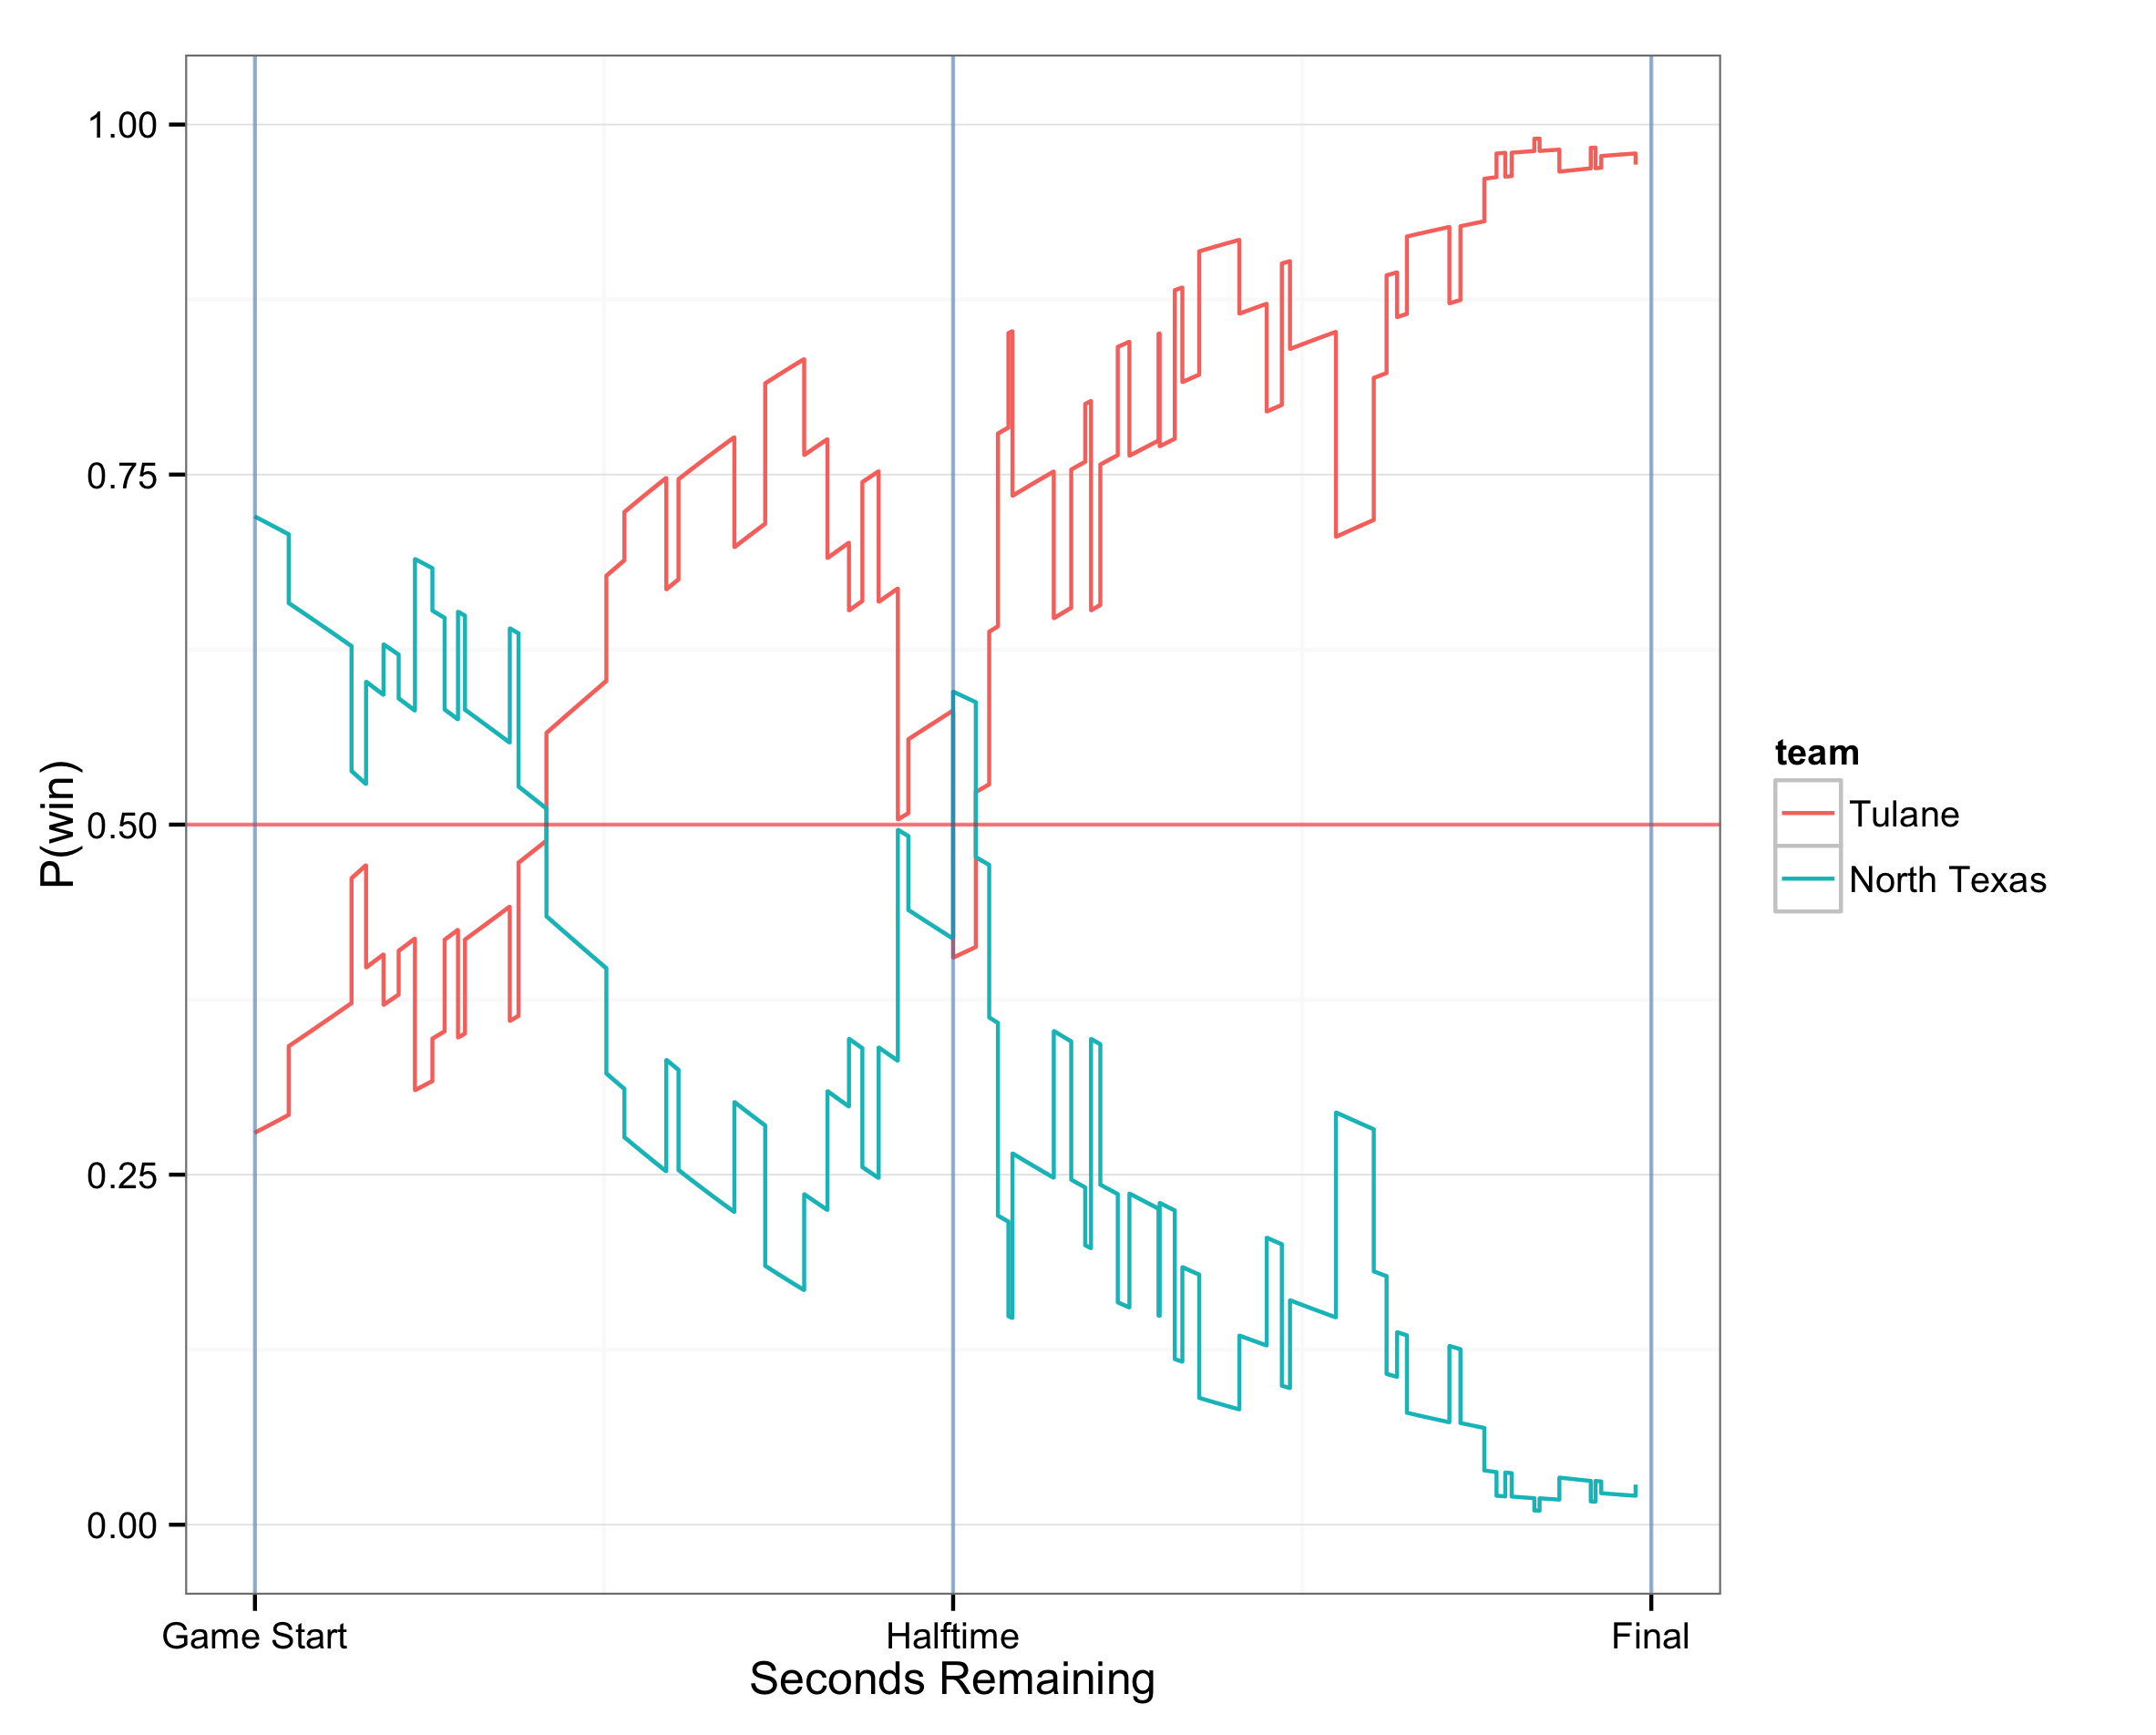 1.00
0.75
0.50
0.25
0.00
P(win)
Game Start
Halftime
Final
Seconds Remaining
team
Tulane
North Texas